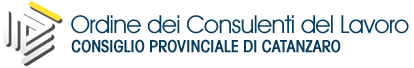 Ordine dei Consulenti del Lavoro
CONSIGLIO PROVINCIALE DI CATANZARO